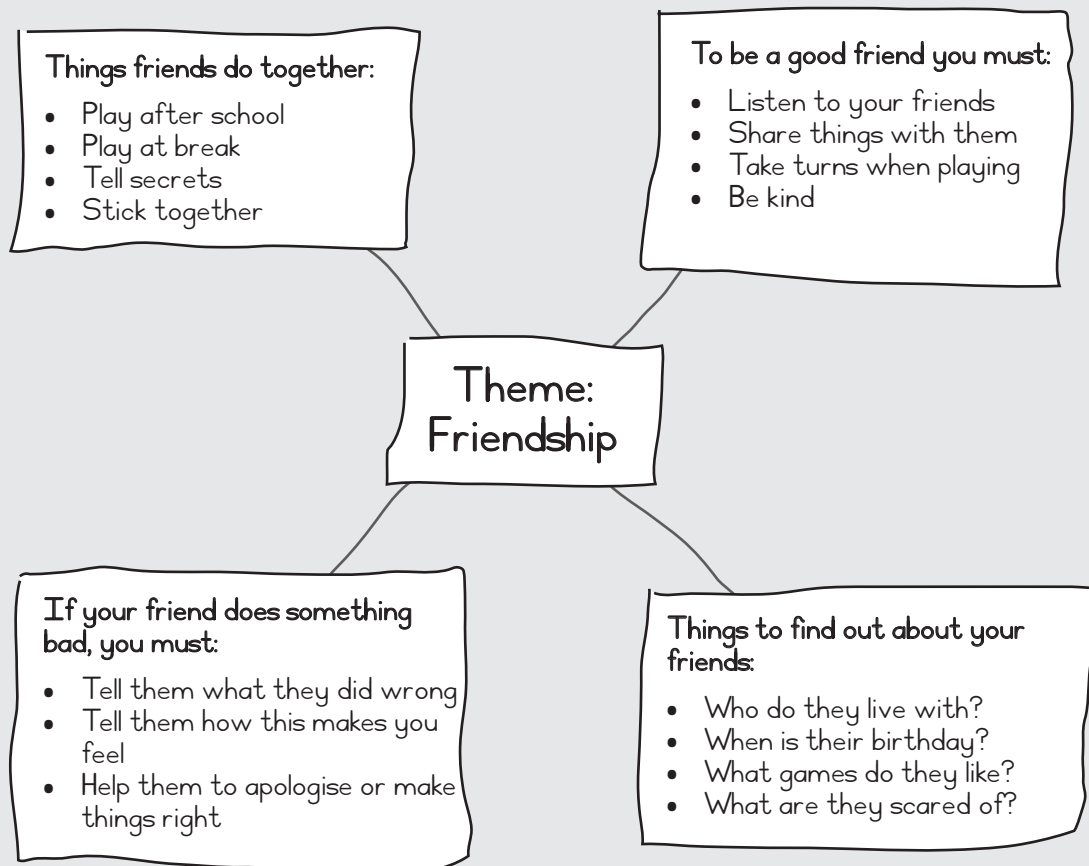 Things friends do together:
• Play after school
• Play at break
• Tell secrets
• Stick together
To be a good friend you must:
• Listen to your friends
• Share things with them
• Take turns when playing
• Be kind
Theme:
Friendship
If your friend does something
bad, you must:
• Tell them what they did wrong
• Tell them how this makes you
feel
• Help them to apologise or make
things right
Things to find out about your
friends:
• Who do they live with?
• When is their birthday?
• What games do they like?
• What are they scared of?